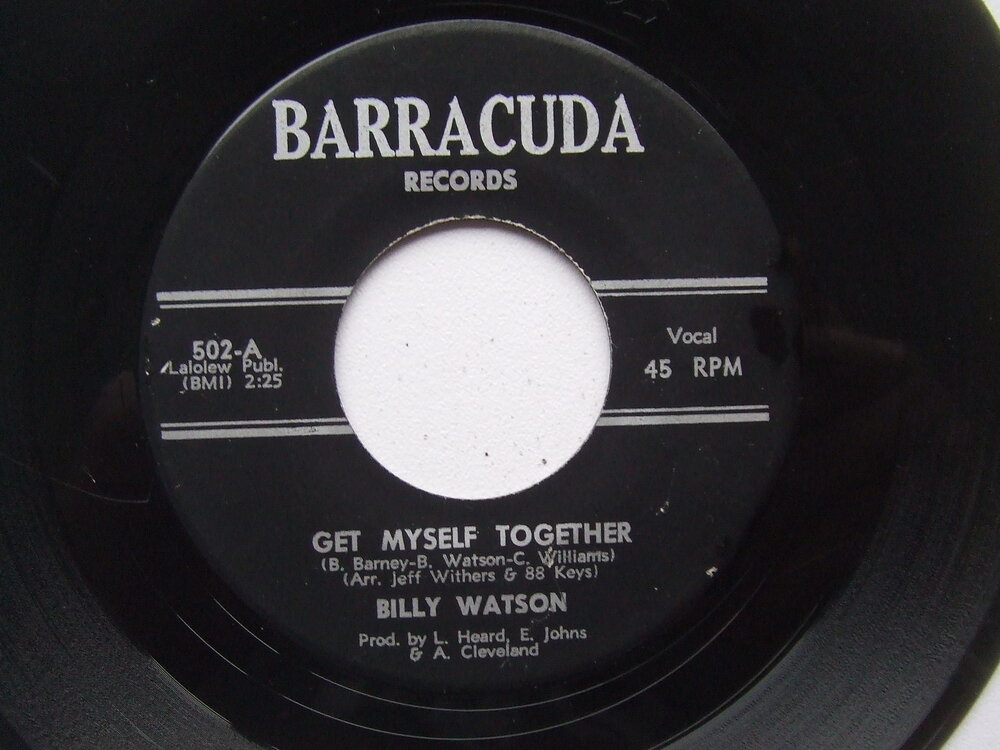 BARRACUDA
RECORDS
502-A
Laiolew Publ.
(BMI) 2:25
Vocal
45 RPM
GET MYSELF TOGETHER
(B. Barney-B. Watson-C. Williams)
(Arr. Jeff Withers & 88 Keys)
BILLY WATSON
Prod. by L. Heard, E. Johns
& A. Cleveland